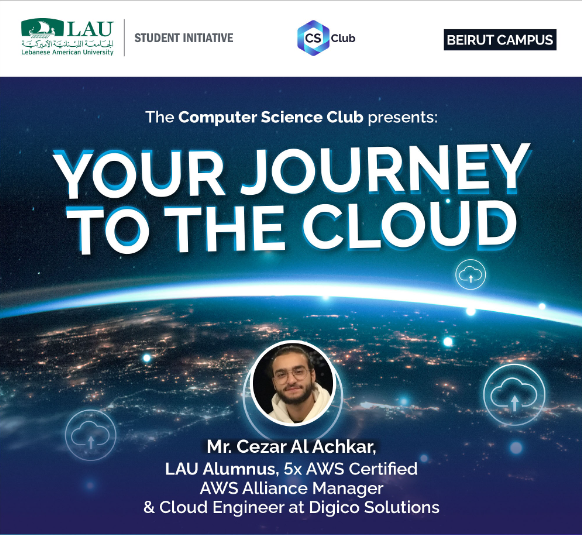 LAU
الجامعة اللبنانية الأميركية
Lebanese American University
STUDENT INITIATIVE
CS Club
BEIRUT CAMPUS
The Computer Science Club presents:
YOUR JOURNEY
TO THE CLOUD
Mr. Cezar Al Achkar,
LAU Alumnus, 5x AWS Certified
AWS Alliance Manager
& Cloud Engineer at Digico Solutions